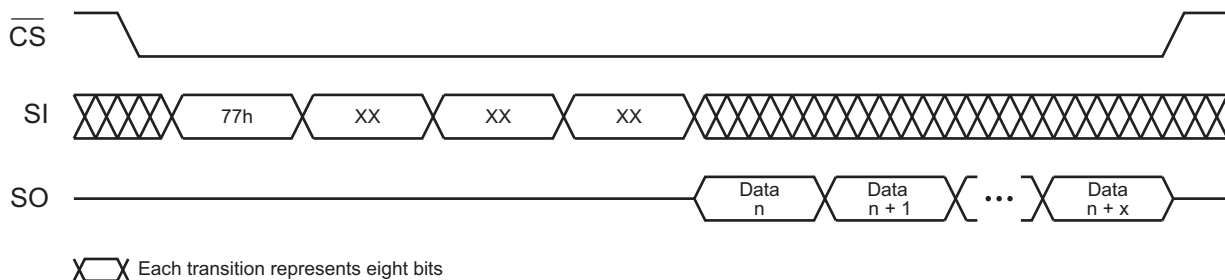 CS
SI
77h
XX
XX
XX
SO
Data
n
Data
n + 1
•••
Data
n + x
Each transition represents eight bits